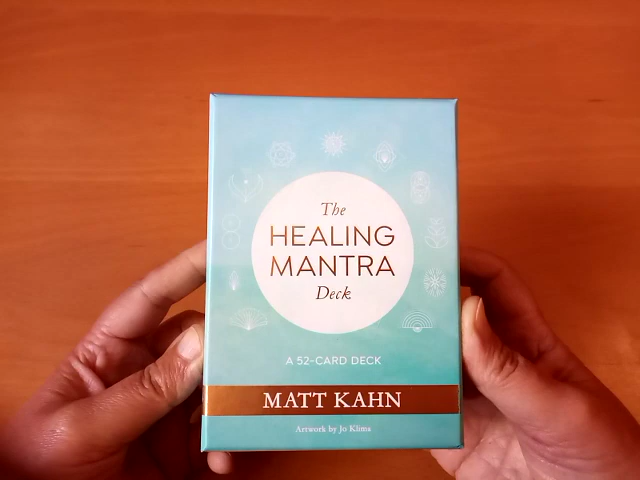 The
HEALING
MANTRA
Deck
A 52-CARD DECK
MATT KAHN
Artwork by Jo Klima